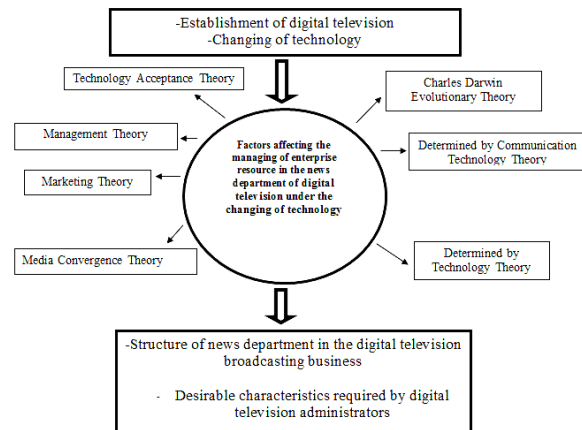 -Establishment of digital television
-Changing of technology
Technology Acceptance Theory
Charles Darwin
Evolutionary Theory
Management Theory
Factors affecting the
managing of enterprise
resource in the news
department of digital
television under the
changing of technology
Determined by Communication
Technology Theory
Marketing Theory
Media Convergence Theory
Determined by
Technology Theory
-Structure of news department in the digital television
broadcasting business
- Desirable characteristics required by digital
television administrators